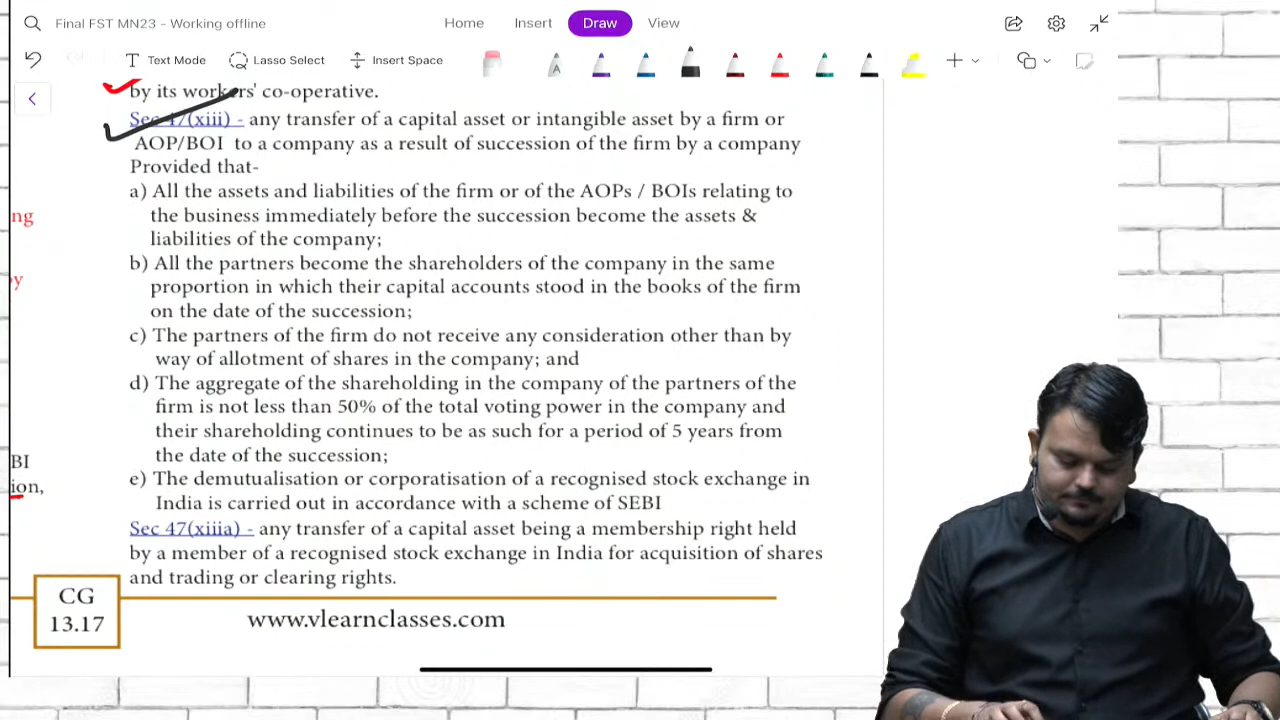 Final FST MN23 - Working offline
Home Insert Draw View
Text Mode Lasso Select Insert Space
A
by its workers' co-operative.
Sec 47(xiii) - any transfer of a capital asset or intangible asset by a firm or
AOP/BOI to a company as a result of succession of the firm by a company
Provided that-
a) All the assets and liabilities of the firm or of the AOPs / BOIs relating to
the business immediately before the succession become the assets &
liabilities of the company;
b) All the partners become the shareholders of the company in the same
proportion in which their capital accounts stood in the books of the firm
on the date of the succession;
c) The partners of the firm do not receive any consideration other than by
way of allotment of shares in the company; and
d) The aggregate of the shareholding in the company of the partners of the
firm is not less than 50% of the total voting power in the company and
their shareholding continues to be as such for a period of 5 years from
the date of the succession;
e) The demutualisation or corporatisation of a recognised stock exchange in
India is carried out in accordance with a scheme of SEBI
Sec 47(xiiia) - any transfer of a capital asset being a membership right held
by a member of a recognised stock exchange in India for acquisition of shares
and trading or clearing rights.
ng
y
BI
ion,
CG
13.17
www.vlearnclasses.com